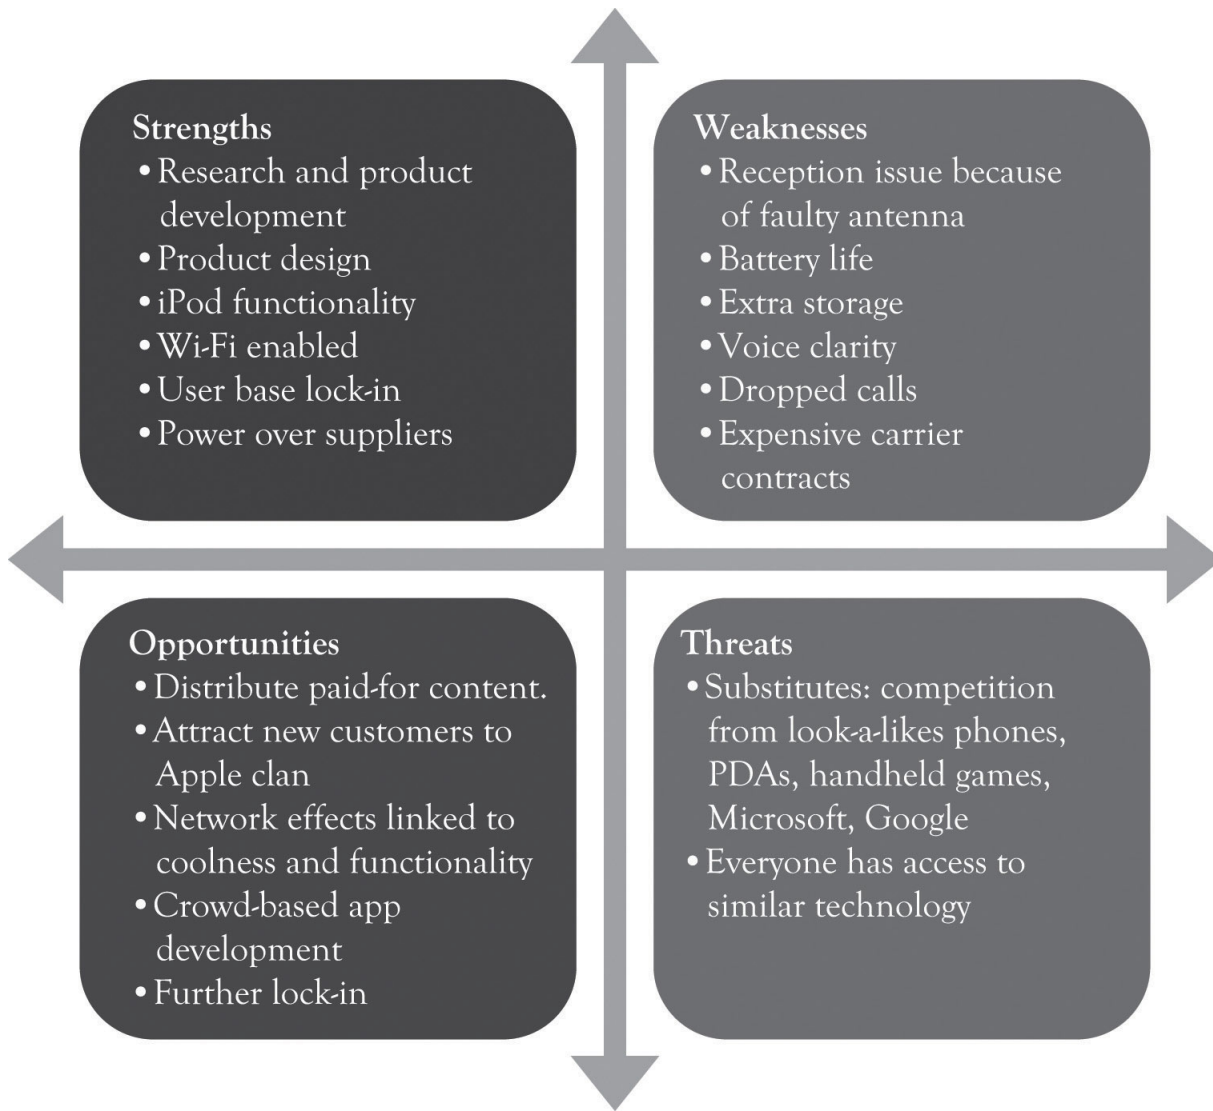 Strengths
• Research and product
development
• Product design
• iPod functionality
• Wi-Fi enabled
• User base lock-in
• Power over suppliers
Weaknesses
• Reception issue because
of faulty antenna
• Battery life
• Extra storage
• Voice clarity
• Dropped calls
• Expensive carrier
contracts
Opportunities
• Distribute paid-for content.
• Attract new customers to
Apple clan
• Network effects linked to
coolness and functionality
• Crowd-based app
development
• Further lock-in
Threats
• Substitutes: competition
from look-a-likes phones,
PDAs, handheld games,
Microsoft, Google
• Everyone has access to
similar technology